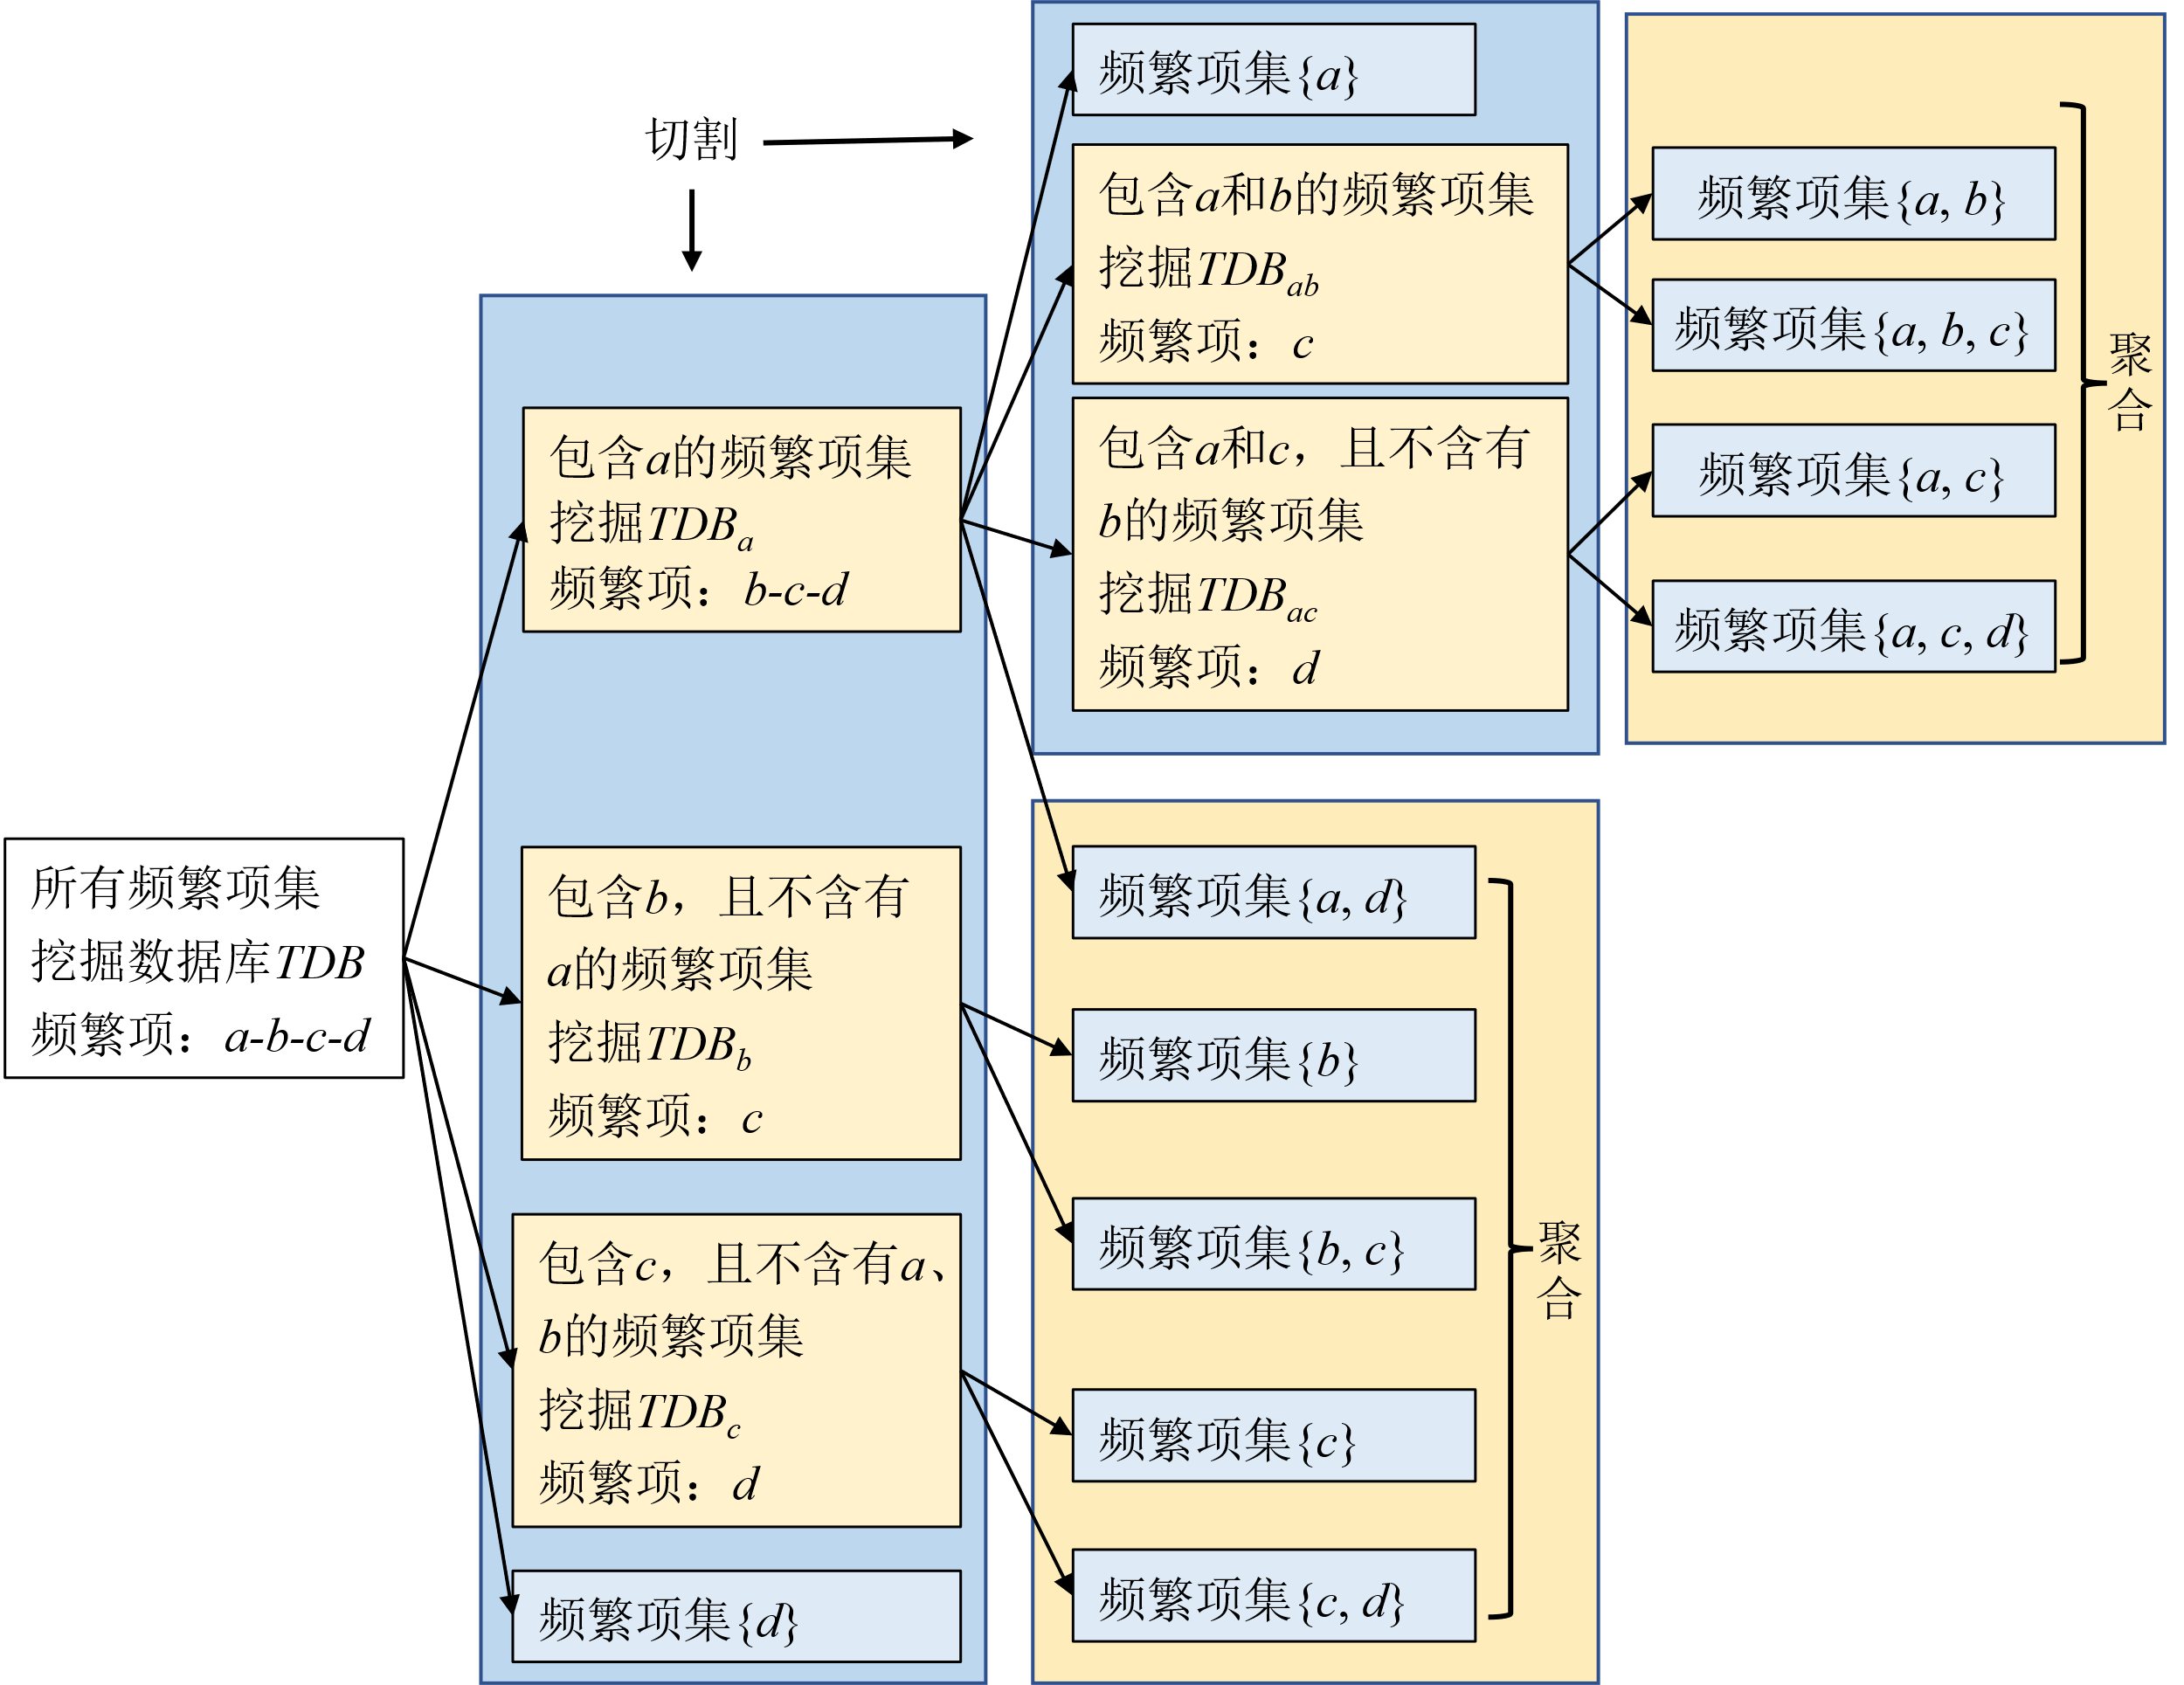 切割
所有频繁项集
挖掘数据库TDB
频繁项：a-b-c-d
包含a的频繁项集
挖掘TDBa
频繁项：b-c-d
包含b，且不含有
a的频繁项集
挖掘TDBb
频繁项：c
包含c，且不含有a、
b的频繁项集
挖掘TDBc
频繁项：d
频繁项集{d}
频繁项集{a}
包含a和b的频繁项集
挖掘TDBab
频繁项：c
包含a和c，且不含有
b的频繁项集
挖掘TDBac
频繁项：d
频繁项集{a, d}
频繁项集{b}
频繁项集{b, c}
频繁项集{c}
频繁项集{c, d}
聚合
频繁项集{a, b}
频繁项集{a, b, c}
频繁项集{a, c}
频繁项集{a, c, d}
聚合